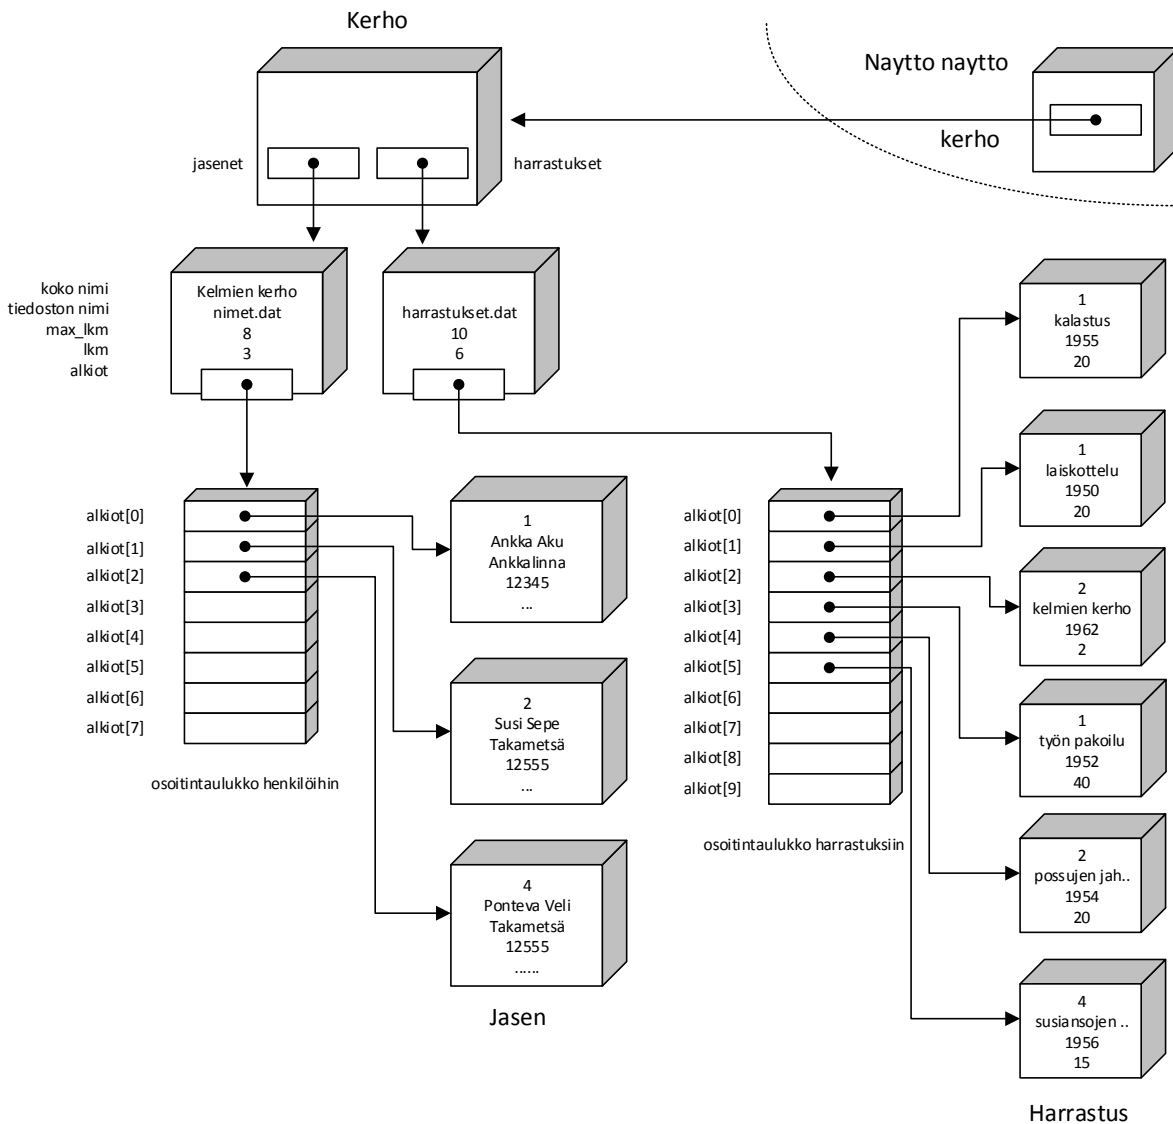 Kerho
Naytto naytto
kerho
jasenet
harrastukset
koko nimi
tiedoston nimi
max_lkm
lkm
alkiot
Kelmien kerho
nimet.dat
8
3
harrastukset.dat
10
6
1
kalastus
1955
20
1
laiskottelu
1950
20
2
kelmien kerho
1962
2
1
työn pakoilu
1952
40
2
possujen jah..
1954
20
4
susiansojen ..
1956
15
Harrastus
alkiot[0]
alkiot[1]
alkiot[2]
alkiot[3]
alkiot[4]
alkiot[5]
alkiot[6]
alkiot[7]
osoitintaulukko henkilöihin
1
Ankka Aku
Ankkalinna
12345
...
2
Susi Sepe
Takametsä
12555
...
4
Ponteva Veli
Takametsä
12555
......
Jasen
alkiot[0]
alkiot[1]
alkiot[2]
alkiot[3]
alkiot[4]
alkiot[5]
alkiot[6]
alkiot[7]
alkiot[8]
alkiot[9]
osoitintaulukko harrastuksiin